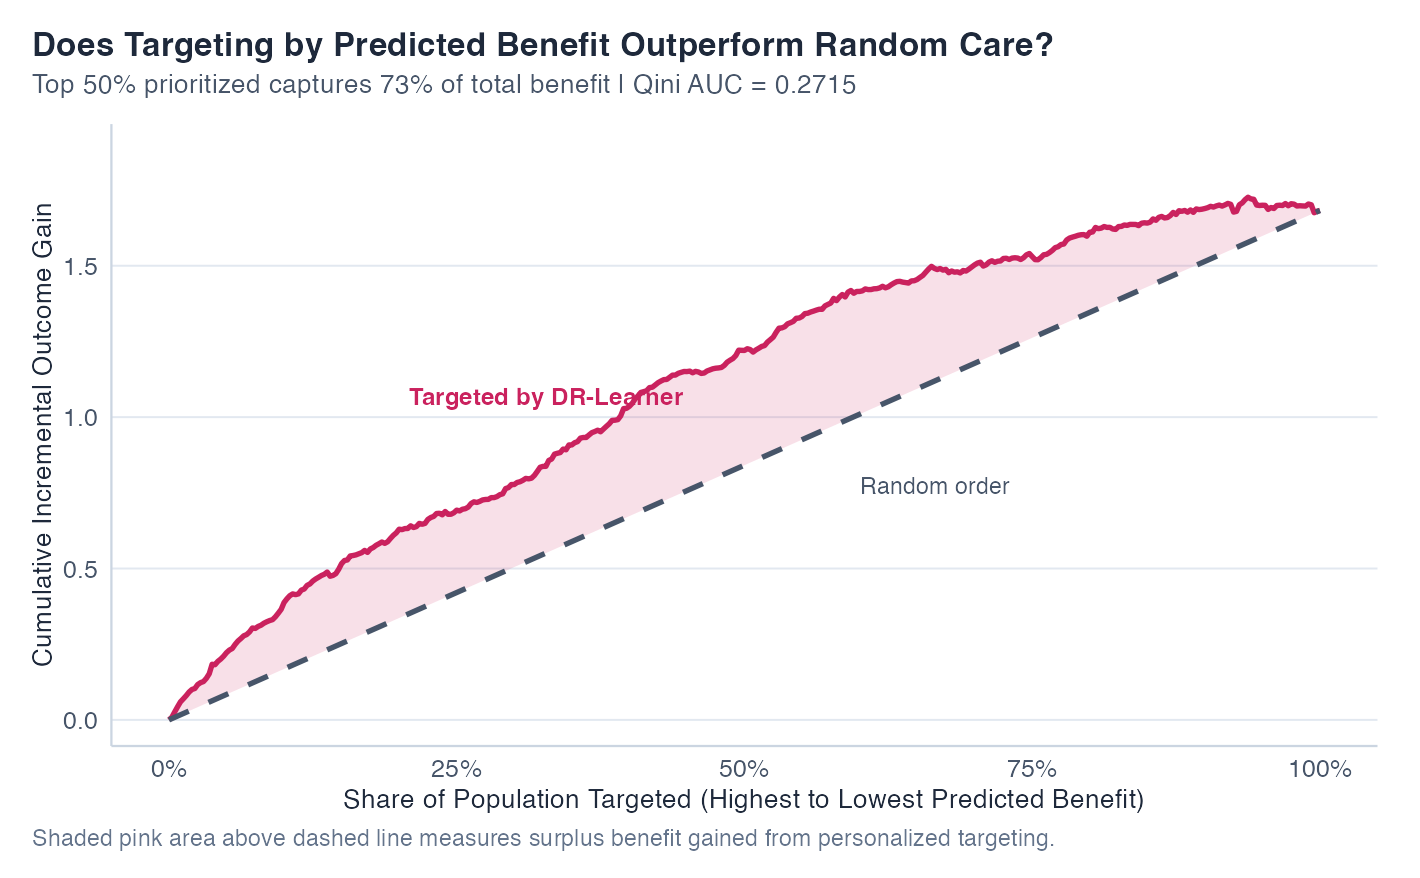 Does Targeting by Predicted Benefit Outperform Random Care?
Top 50% prioritized captures 73% of total benefit | Qini AUC = 0.2715
Cumulative Incremental Outcome Gain
1.5
1.0
0.5
0.0
Targeted by DR-Learner
Random order
0%
25%
50%
75%
100%
Share of Population Targeted (Highest to Lowest Predicted Benefit)
Shaded pink area above dashed line measures surplus benefit gained from personalized targeting.